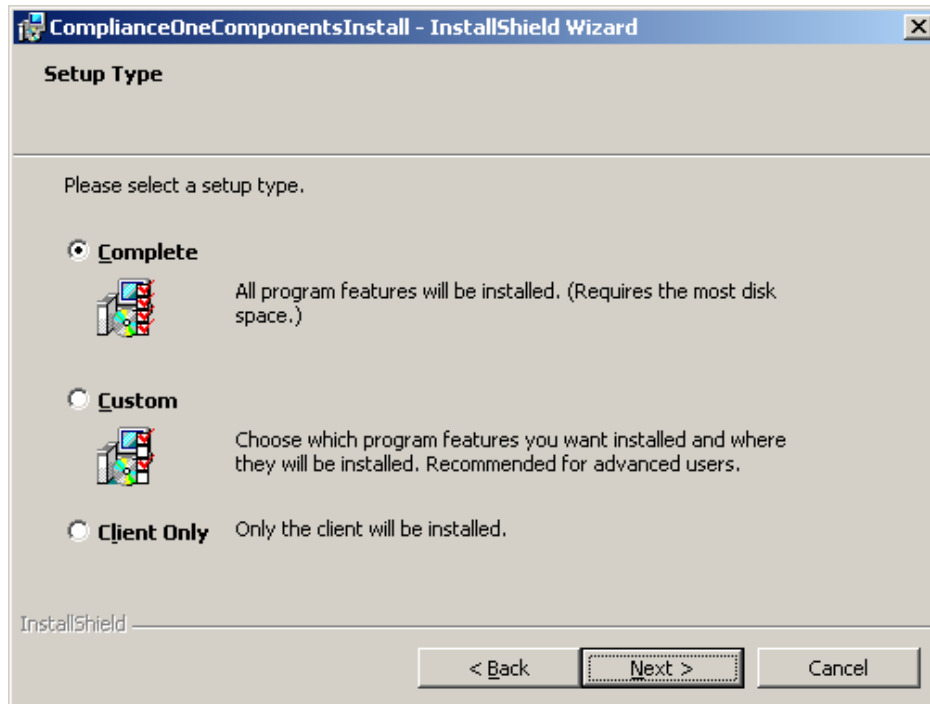 ComplianceOneComponentsInstall - InstallShield Wizard
Setup Type
Please select a setup type.
Complete
All program features will be installed. (Requires the most disk
space.)
Custom
Choose which program features you want installed and where
they will be installed. Recommended for advanced users.
Client Only Only the client will be installed.
InstallShield
< Back Next > Cancel